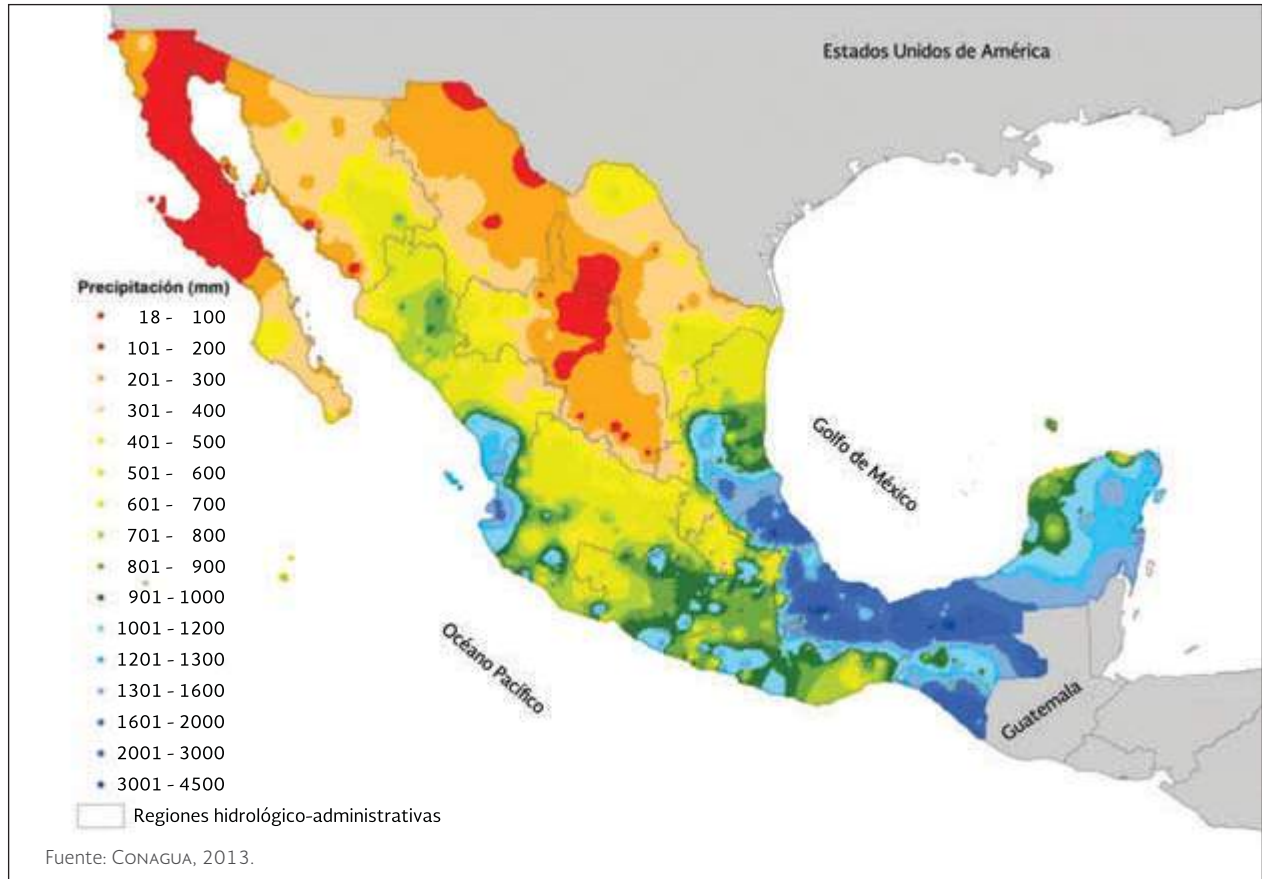 Estados Unidos de América
Golfo de México
Océano Pacífico
Guatemala
Precipitación (mm)
18 - 100
101 - 200
201 - 300
301 - 400
401 - 500
501 - 600
601 - 700
701 - 800
801 - 900
901 - 1000
1001 - 1200
1201 - 1300
1301 - 1600
1601 - 2000
2001 - 3000
3001 - 4500
Regiones hidrológico-administrativas
Fuente: CONAGUA, 2013.